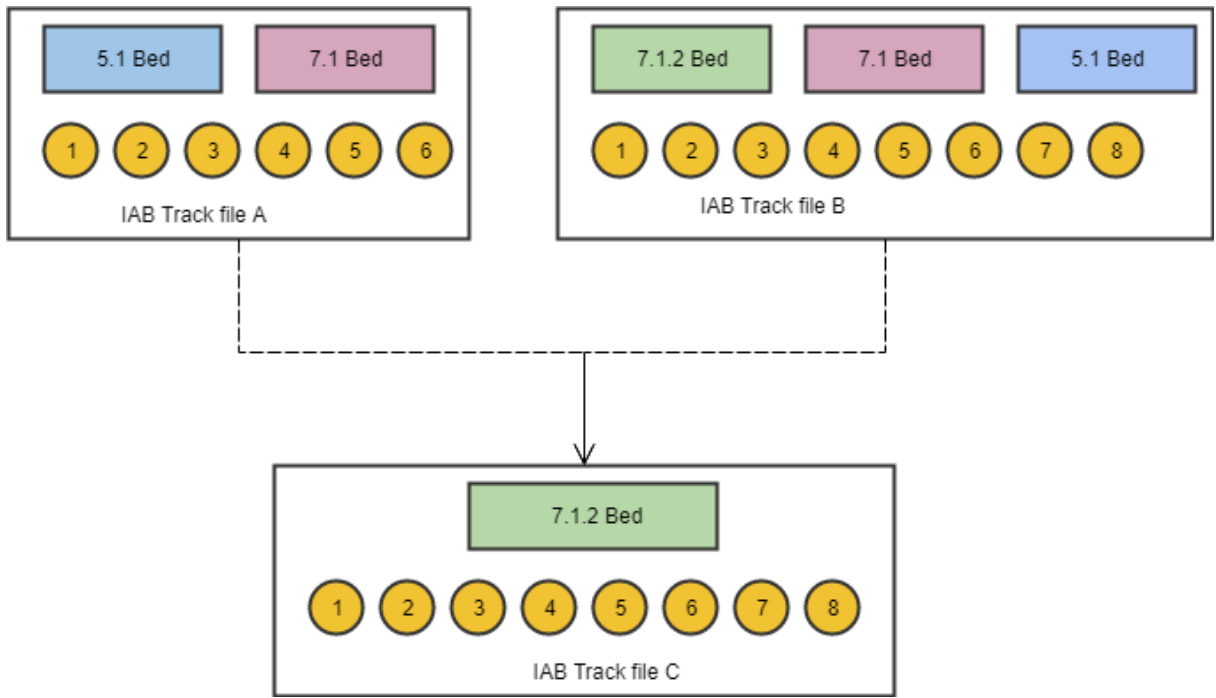 5.1 Bed
7.1 Bed
1 2 3 4 5 6
IAB Track file A
7.1.2 Bed
7.1 Bed
5.1 Bed
1 2 3 4 5 6 7 8
IAB Track file B
7.1.2 Bed
1 2 3 4 5 6 7 8
IAB Track file C